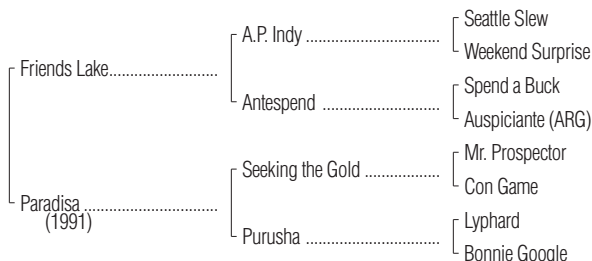 Seattle Slew
A.P. Indy ..............................
Weekend Surprise
Friends Lake.........................
Spend a Buck
Antespend ...........................
Auspiciante (ARG)
Mr. Prospector
Seeking the Gold .................
Con Game
Paradisa ...............................
(1991)
Lyphard
Purusha ...............................
Bonnie Google